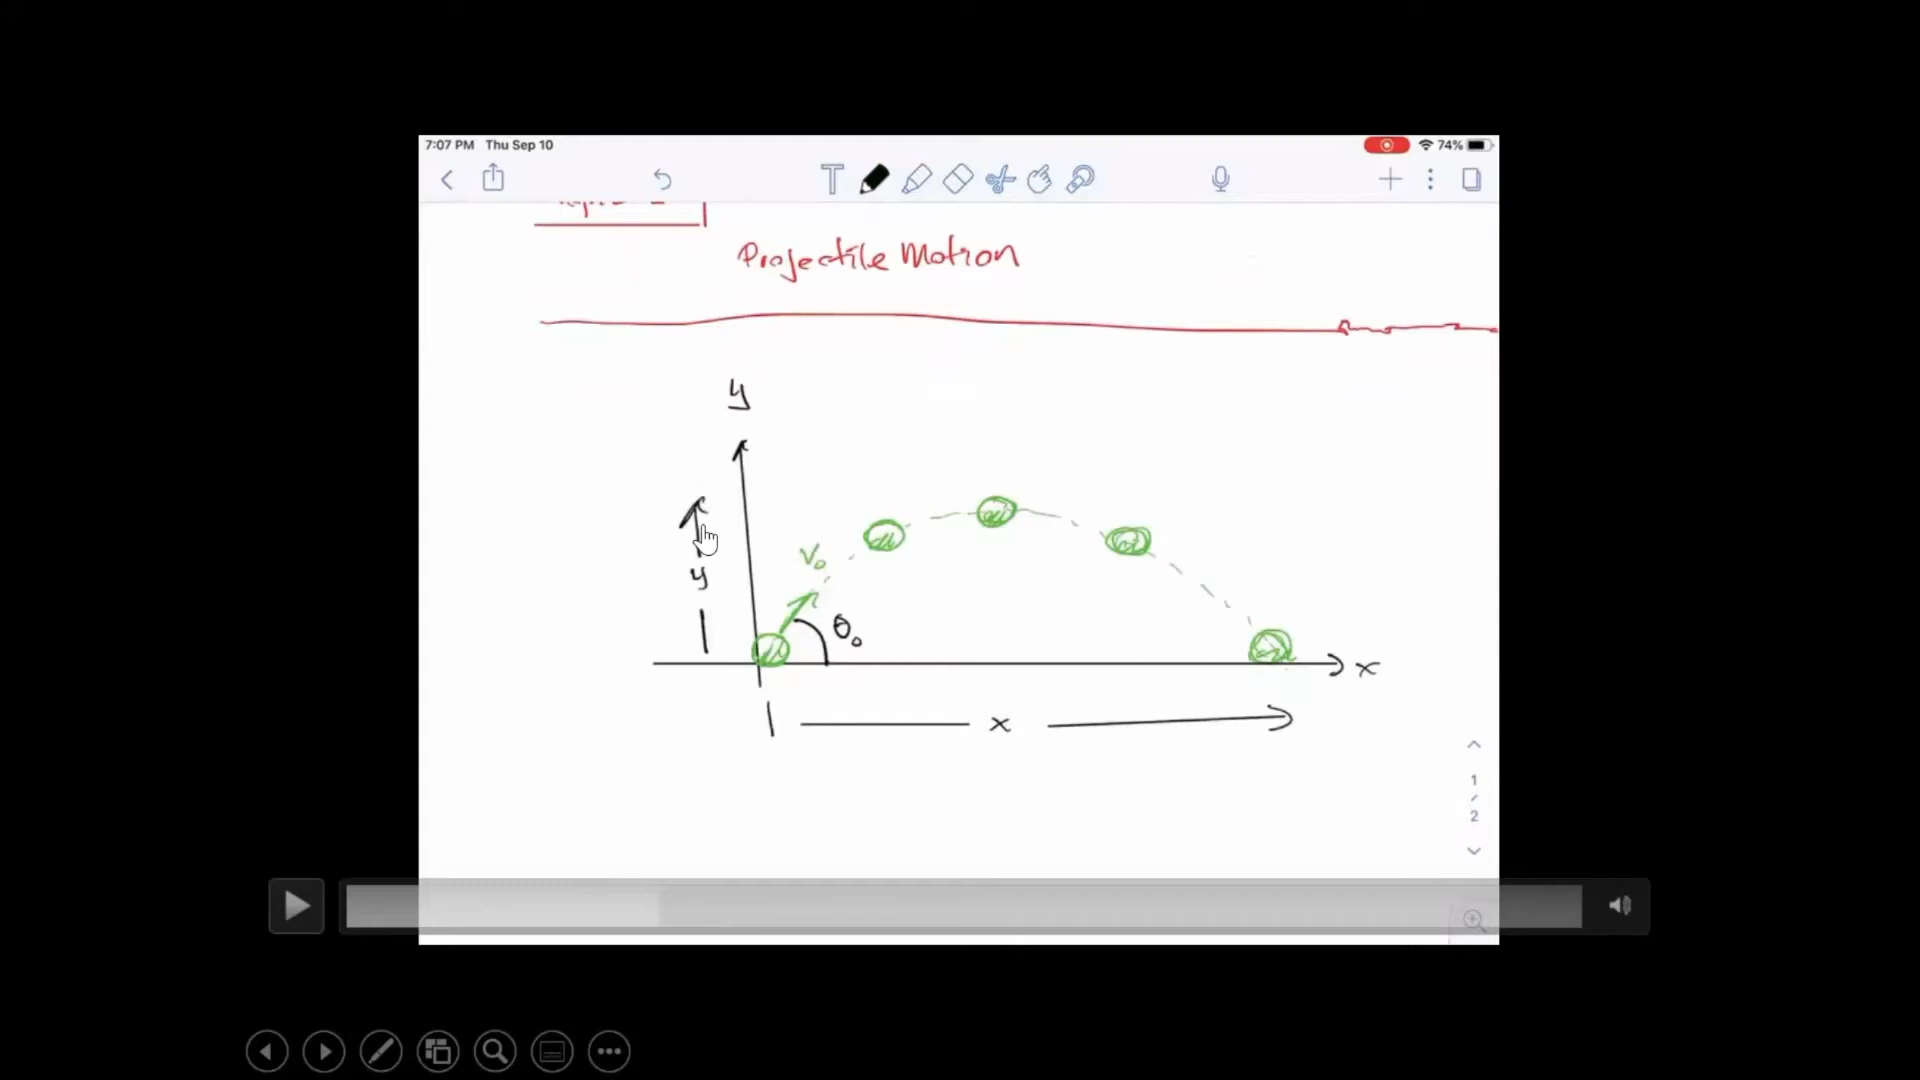 7:07 PM Thu Sep 10
74%
T
Projectile Motion
y
y
V₀
θ₀
x
x
1
/
2